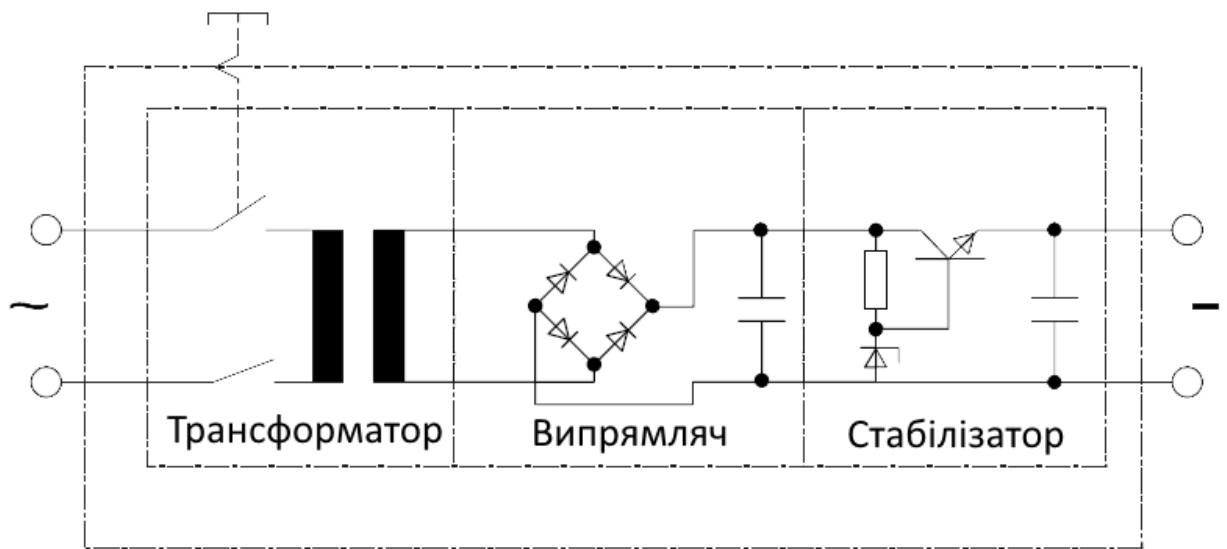 ~
–
Трансформатор
Випрямляч
Стабілізатор